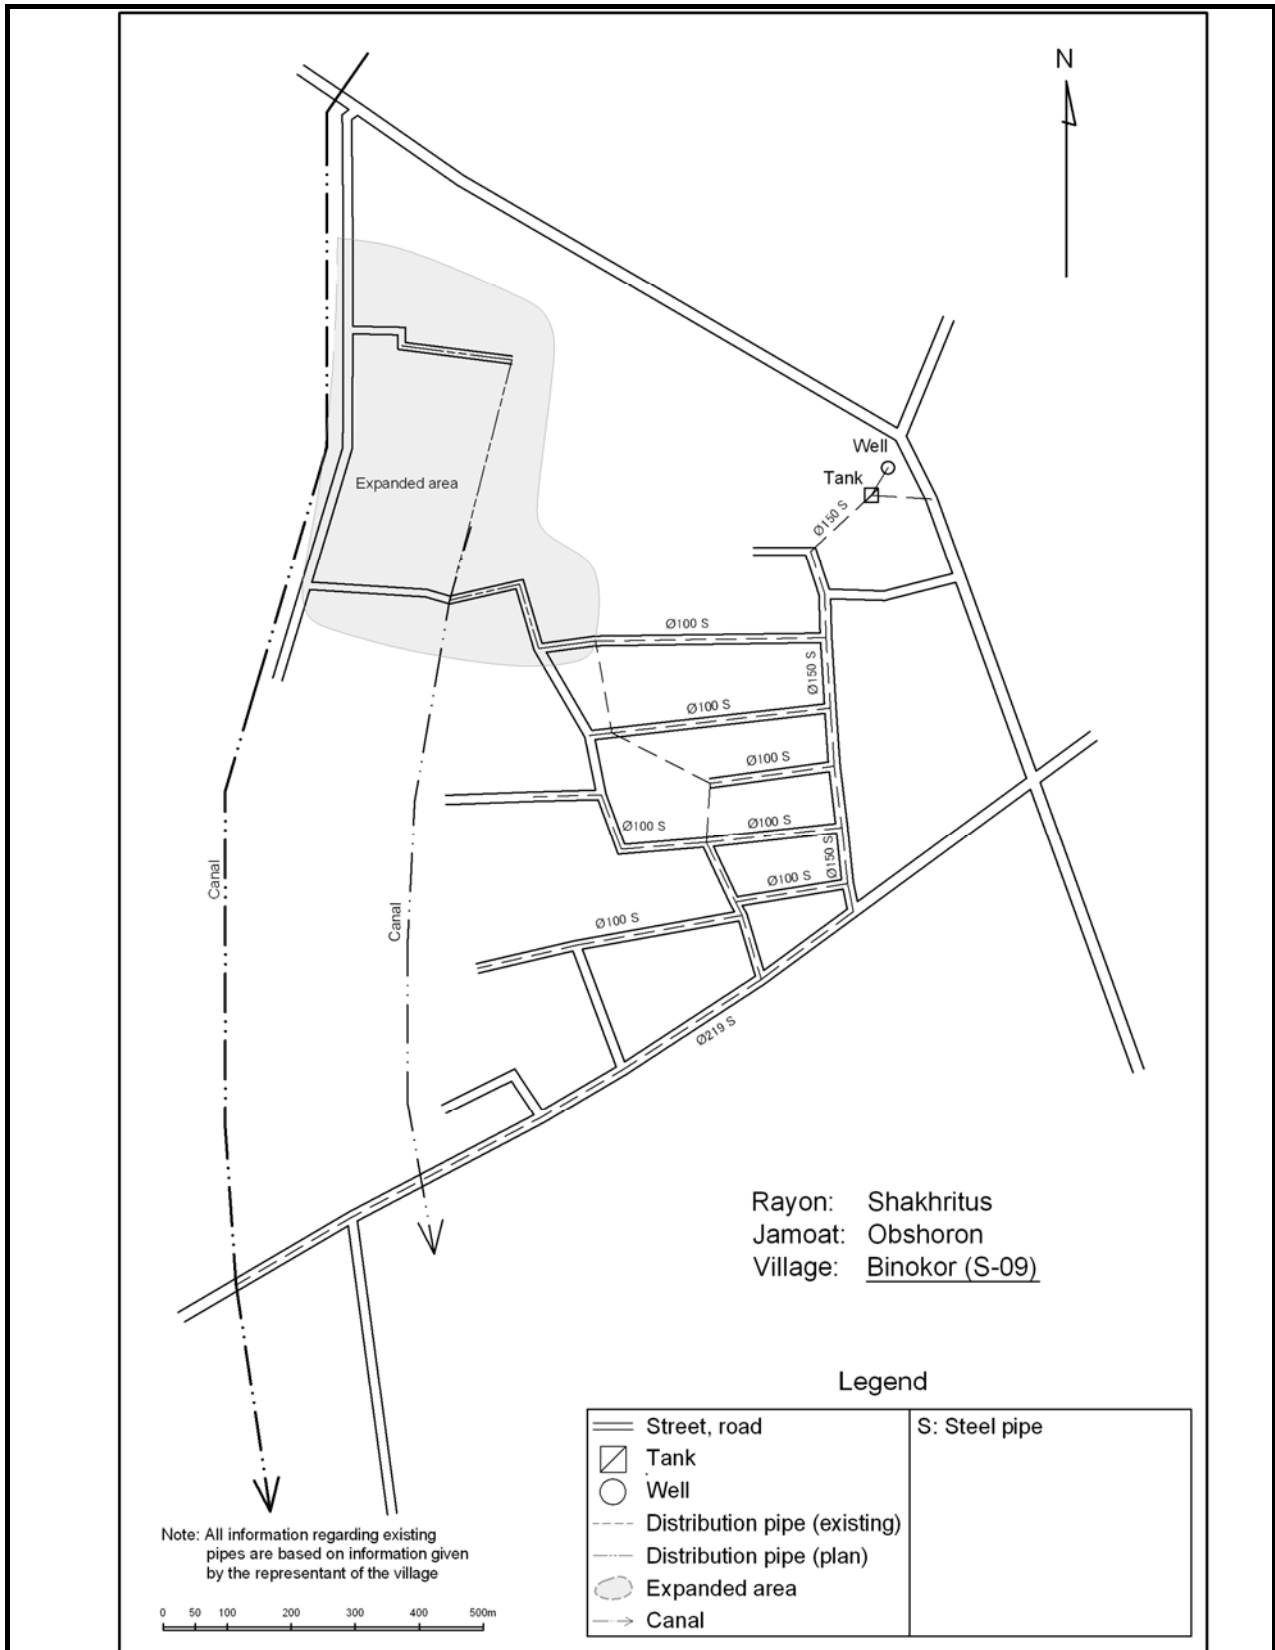 N
Well
Tank
Ø150 S
Expanded area
Ø100 S
Ø150 S
Ø100 S
Ø100 S
Ø100 S
Ø100 S
Ø150 S
Ø100 S
Canal
Canal
Ø100 S
Ø219 S
Rayon: Shakhritus
Jamoat: Obshoron
Village: Binokor (S-09)
Legend
Street, road
S: Steel pipe
Tank
Well
Distribution pipe (existing)
Distribution pipe (plan)
Expanded area
Canal
Note: All information regarding existing
pipes are based on information given
by the representant of the village
0 50 100 200 300 400 500m